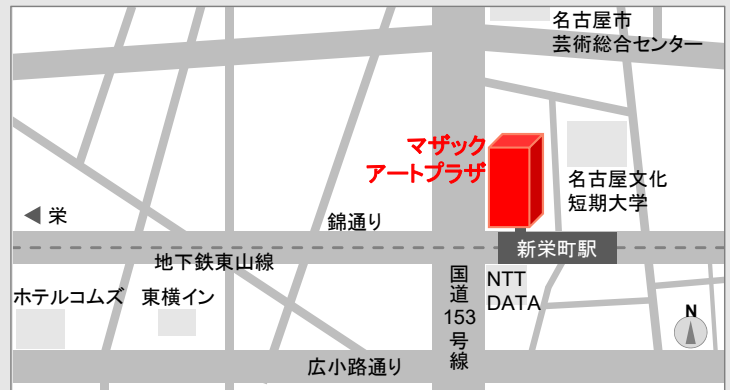 名古屋市
芸術総合センター
マザック
アートプラザ
名古屋文化
短期大学
栄
錦通り
新栄町駅
地下鉄東山線
ホテルコムズ
東横イン
国道153号線
NTT
DATA
N
広小路通り